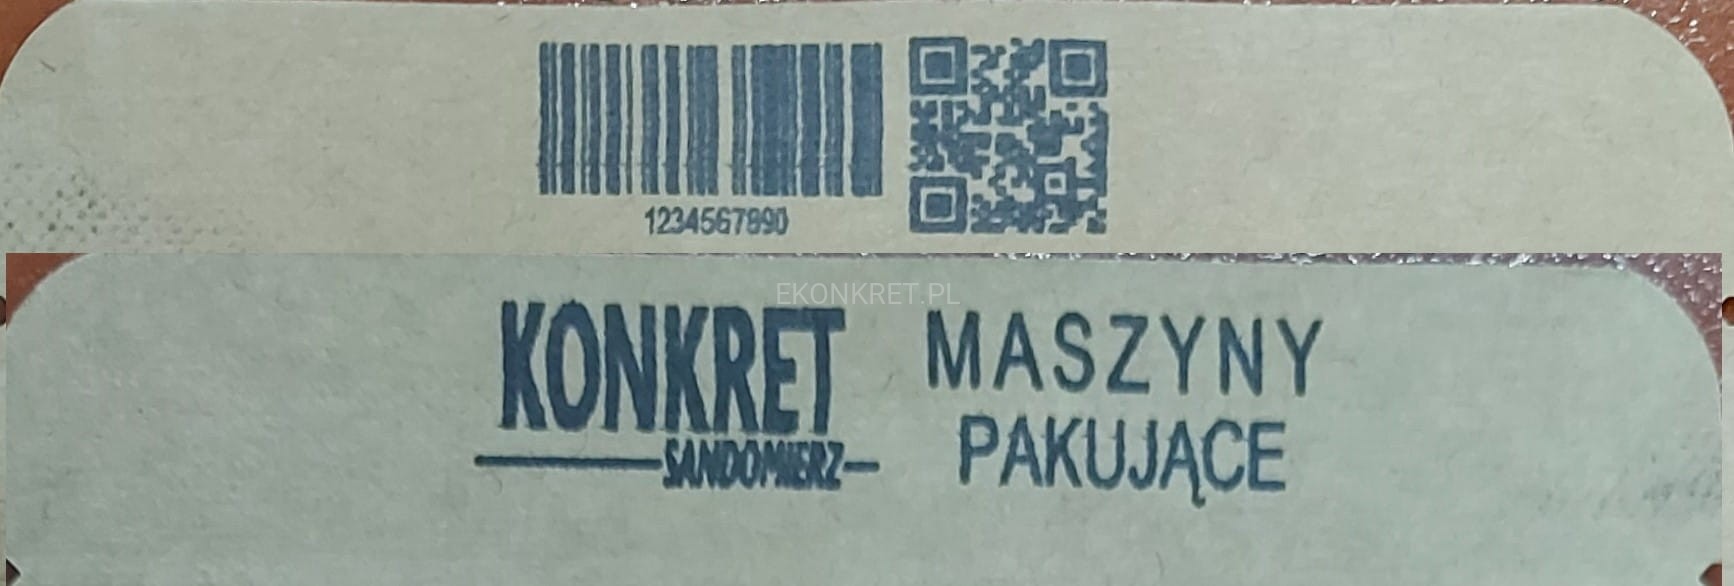 1234567890
EKONKRET.PL
KONKRET
SANDOMIERZ
MASZYNY
PAKUJĄCE